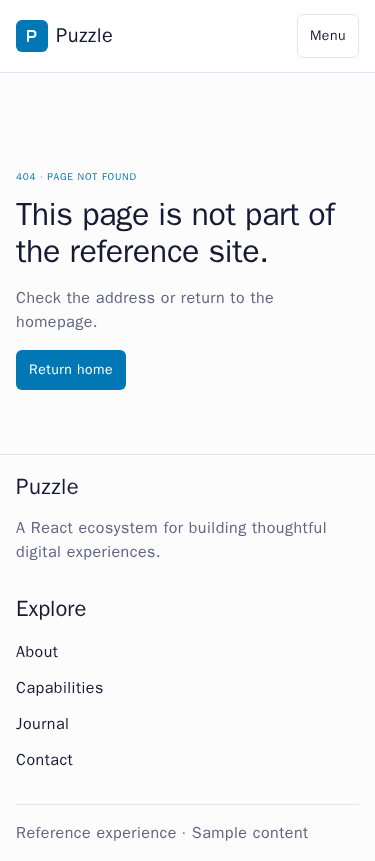 P Puzzle
Menu
404 · PAGE NOT FOUND
This page is not part of
the reference site.
Check the address or return to the
homepage.
Return home
Puzzle
A React ecosystem for building thoughtful
digital experiences.
Explore
About
Capabilities
Journal
Contact
Reference experience · Sample content